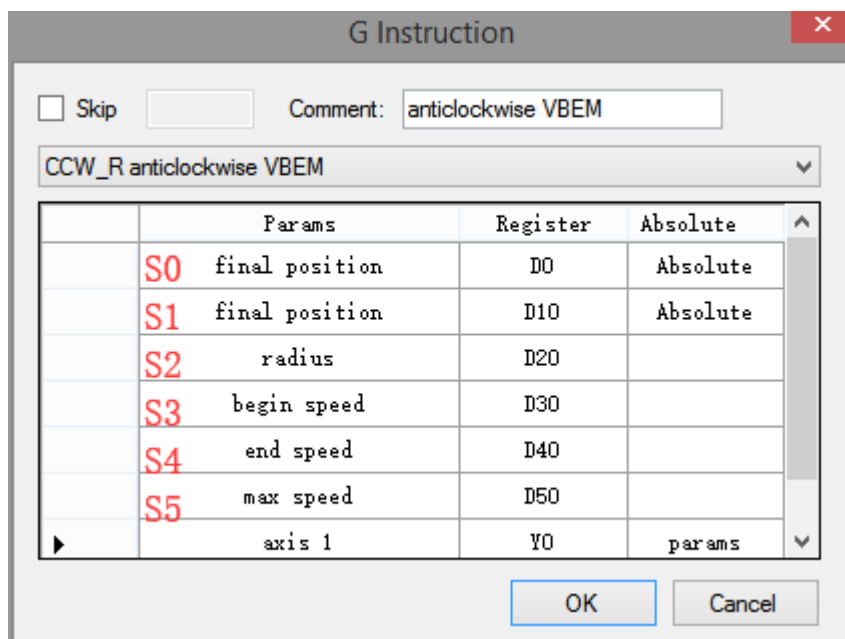 G Instruction
Skip Comment: anticlockwise VBEM
CCW_R anticlockwise VBEM
Params Register Absolute
S0 final position D0 Absolute
S1 final position D10 Absolute
S2 radius D20
S3 begin speed D30
S4 end speed D40
S5 max speed D50
axis 1 Y0 params
OK Cancel